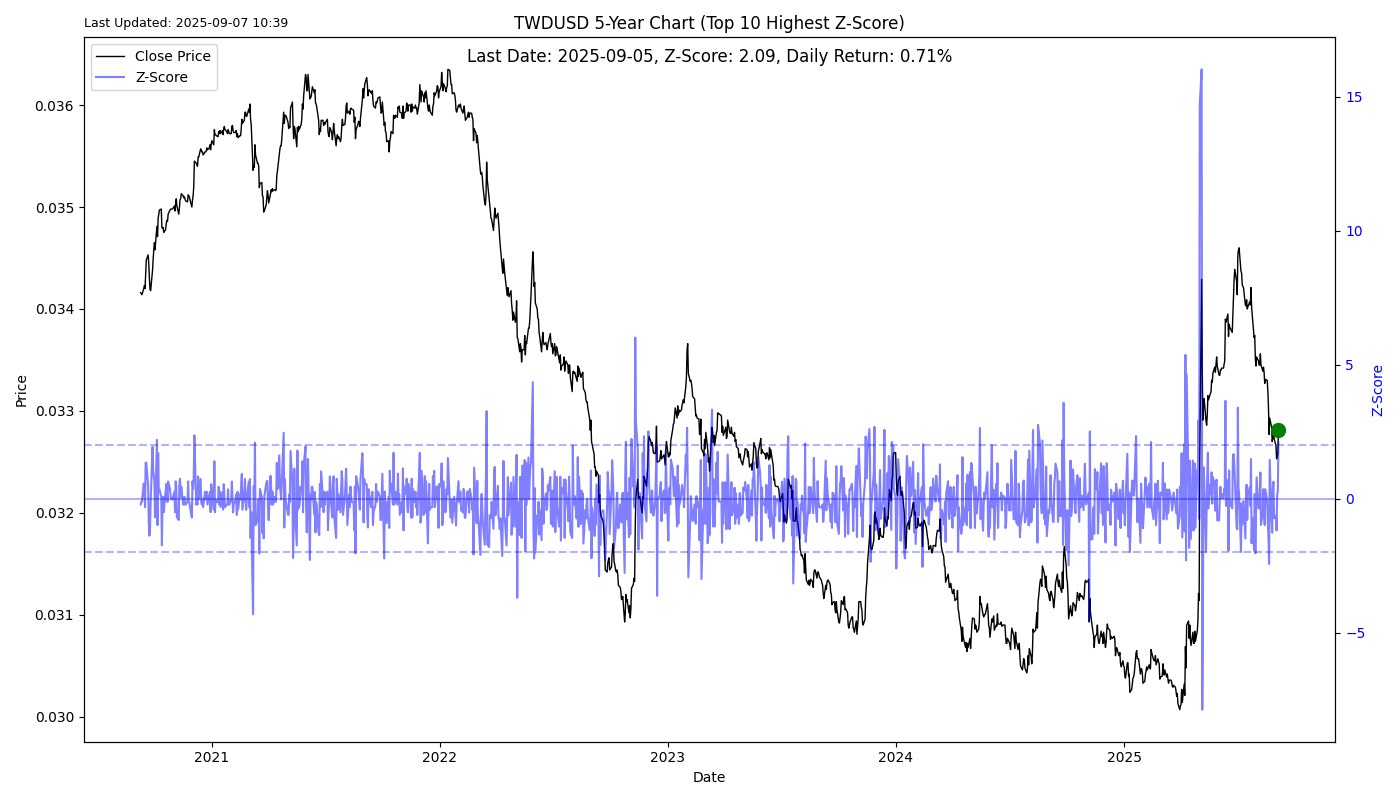 Last Updated: 2025-09-07 10:39
TWDUSD 5-Year Chart (Top 10 Highest Z-Score)
Last Date: 2025-09-05, Z-Score: 2.09, Daily Return: 0.71%
Close Price
Z-Score
0.036
0.035
0.034
0.033
0.032
0.031
0.030
Price
15
10
5
0
−5
Z-Score
2021
2022
2023
2024
2025
Date